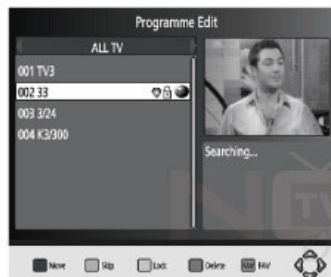 Programme Edit
ALL TV
001 TV3
002 33
003 3/24
004 K3/300
Searching...
Move Skip Lock Delete FAV FAV